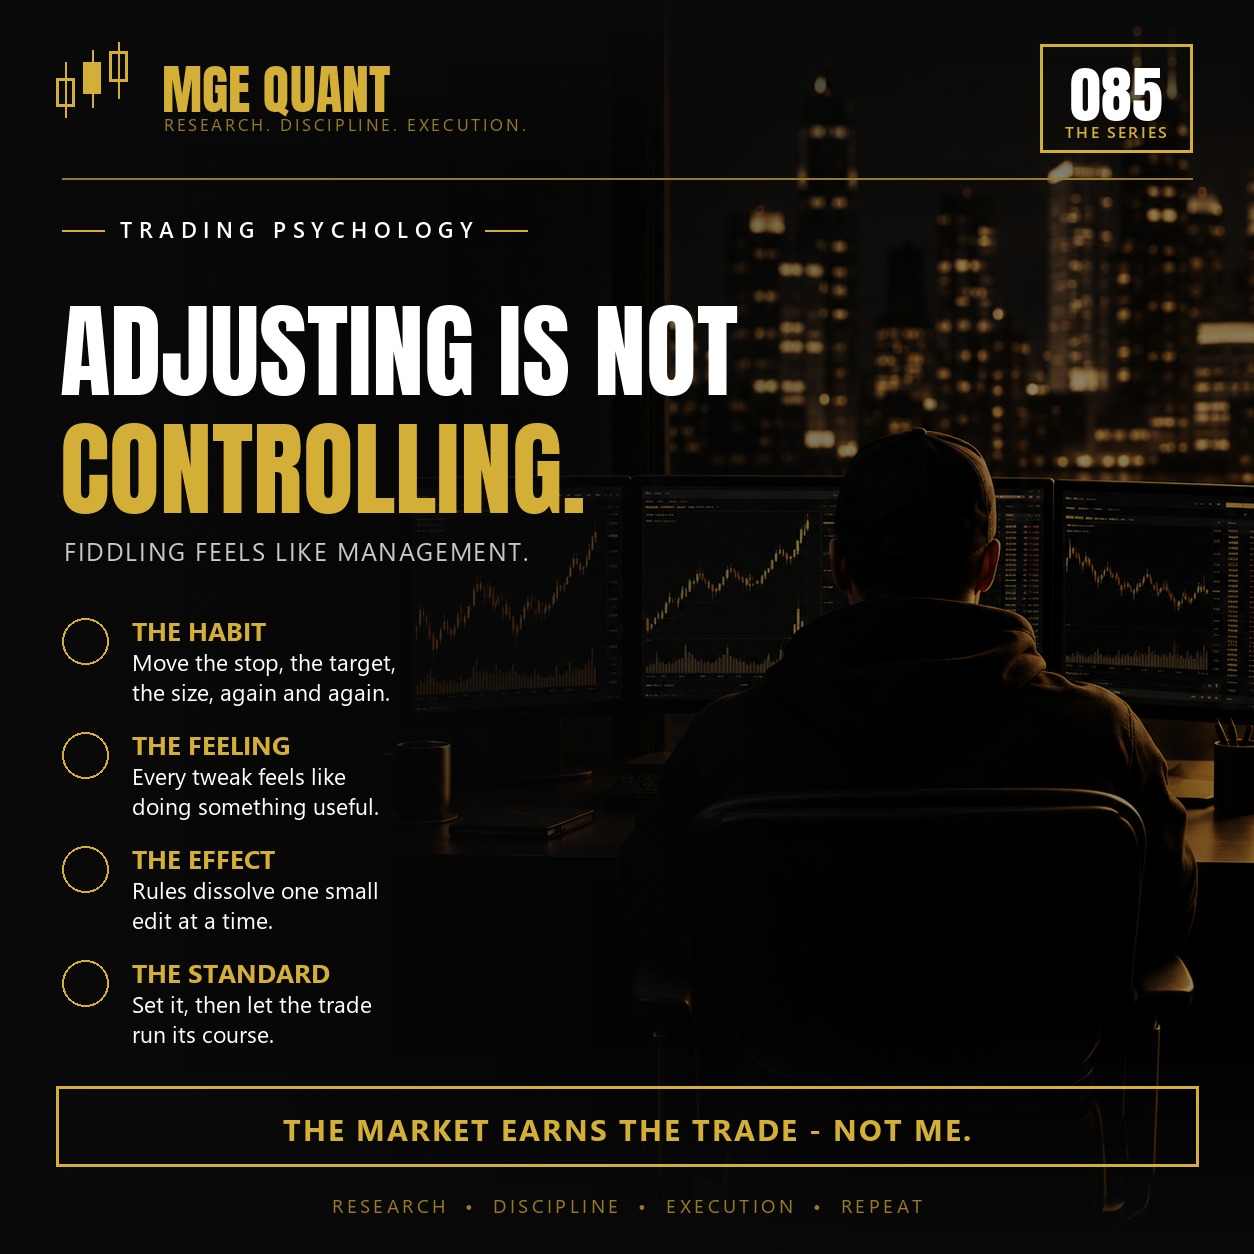 MGE QUANT
RESEARCH. DISCIPLINE. EXECUTION.
085
THE SERIES
TRADING PSYCHOLOGY
ADJUSTING IS NOT
CONTROLLING.
FIDDLING FEELS LIKE MANAGEMENT.
THE HABIT
Move the stop, the target,
the size, again and again.
THE FEELING
Every tweak feels like
doing something useful.
THE EFFECT
Rules dissolve one small
edit at a time.
THE STANDARD
Set it, then let the trade
run its course.
THE MARKET EARNS THE TRADE - NOT ME.
RESEARCH • DISCIPLINE • EXECUTION • REPEAT